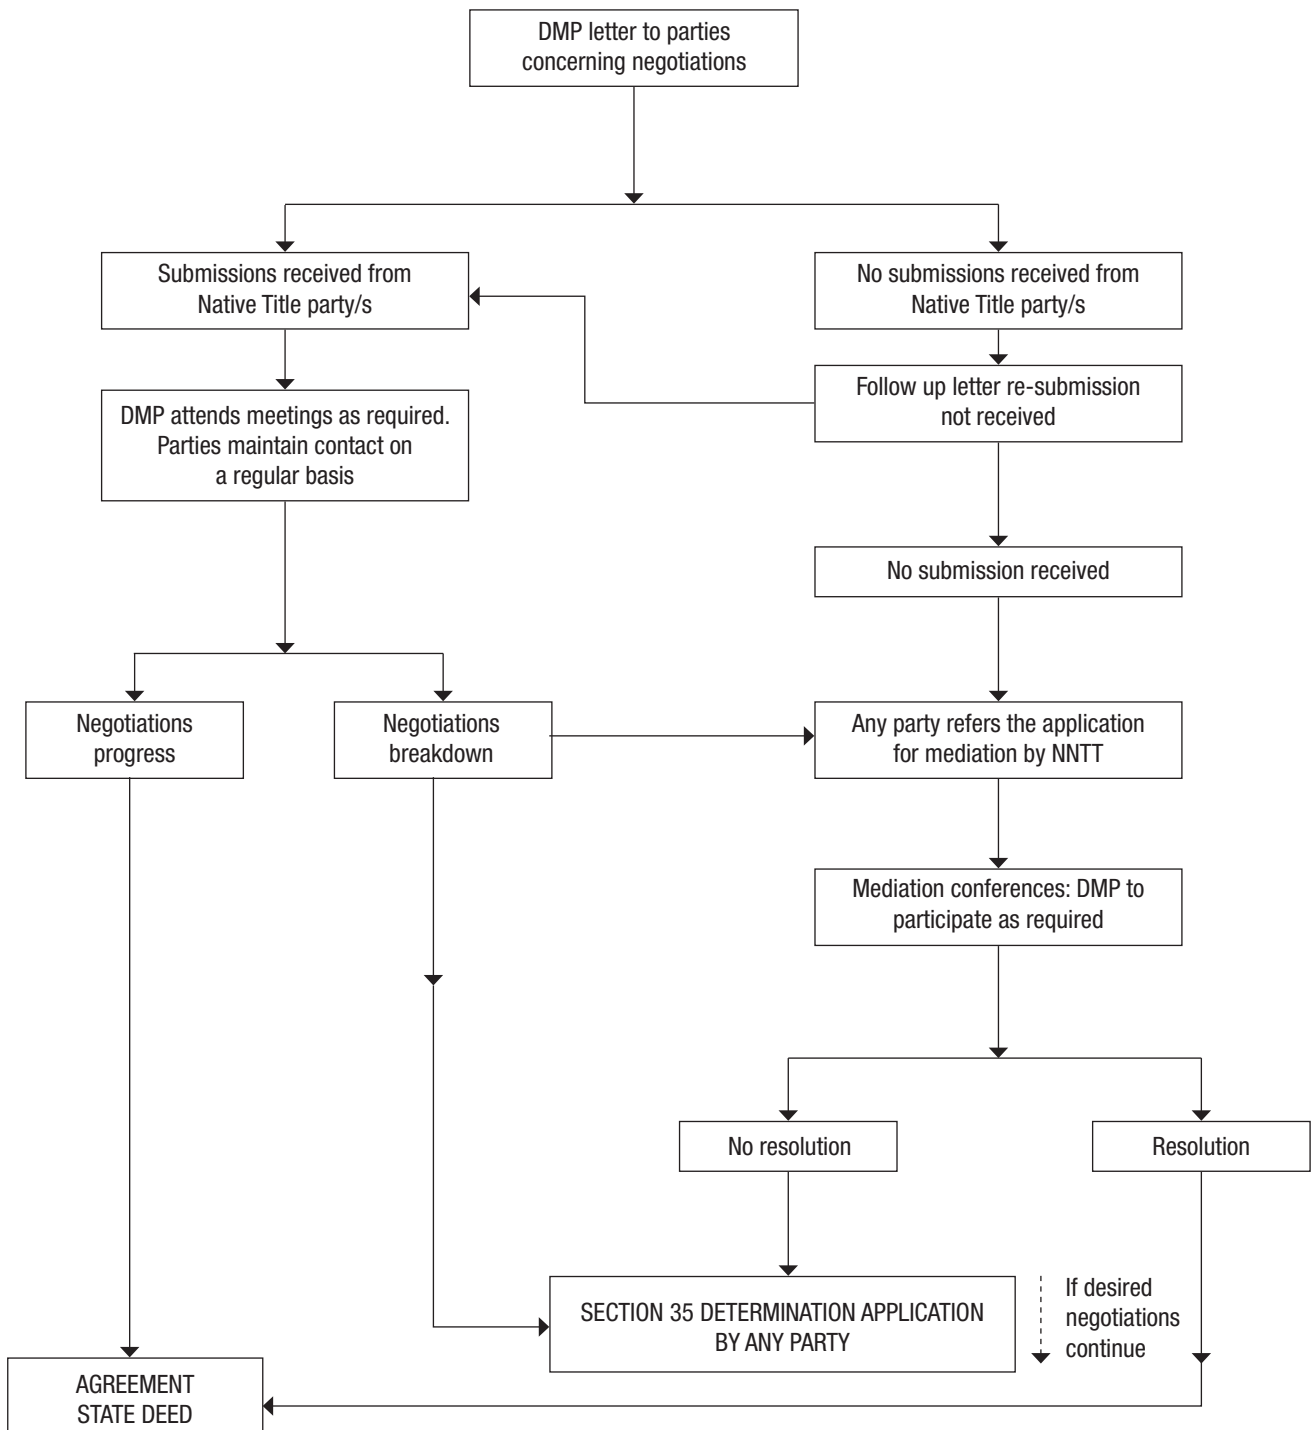 DMP letter to parties
concerning negotiations
Submissions received from
Native Title party/s
No submissions received from
Native Title party/s
Follow up letter re-submission
not received
DMP attends meetings as required.
Parties maintain contact on
a regular basis
No submission received
Negotiations
progress
Negotiations
breakdown
Any party refers the application
for mediation by NNTT
Mediation conferences: DMP to
participate as required
No resolution
Resolution
SECTION 35 DETERMINATION APPLICATION
BY ANY PARTY
If desired
negotiations
continue
AGREEMENT
STATE DEED